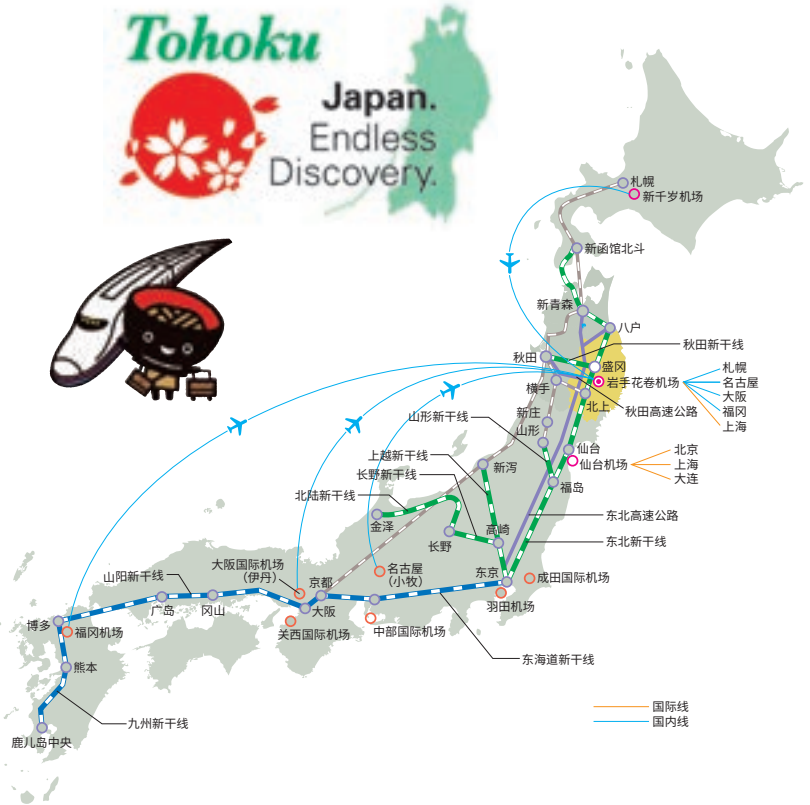 Tohoku
Japan.
Endless
Discovery.
札幌
新千岁机场
新函馆北斗
新青森
八户
秋田新干线
秋田
盛冈
岩手花卷机场
札幌
名古屋
大阪
福冈
上海
横手
北上
秋田高速公路
山形新干线
新庄
山形
仙台
仙台机场
北京
上海
大连
上越新干线
新泻
长野新干线
福岛
北陆新干线
金泽
高崎
长野
东北高速公路
东北新干线
大阪国际机场
（伊丹）
京都
名古屋
（小牧）
东京
成田国际机场
羽田机场
山阳新干线
广岛
冈山
大阪
博多
福冈机场
关西国际机场
中部国际机场
东海道新干线
熊本
九州新干线
鹿儿岛中央
国际线
国内线